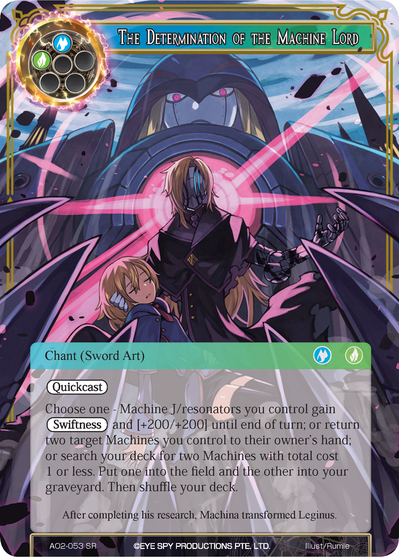 The Determination of the Machine Lord
Chant (Sword Art)
Quickcast
Choose one - Machine J/resonators you control gain
Swiftness and [+200/+200] until end of turn; or return
two target Machines you control to their owner's hand;
or search your deck for two Machines with total cost
1 or less. Put one into the field and the other into your
graveyard. Then shuffle your deck.
After completing his research, Machina transformed Leginus.
AO2-053 SR
©EYE SPY PRODUCTIONS PTE. LTD.
Illust/Rumie